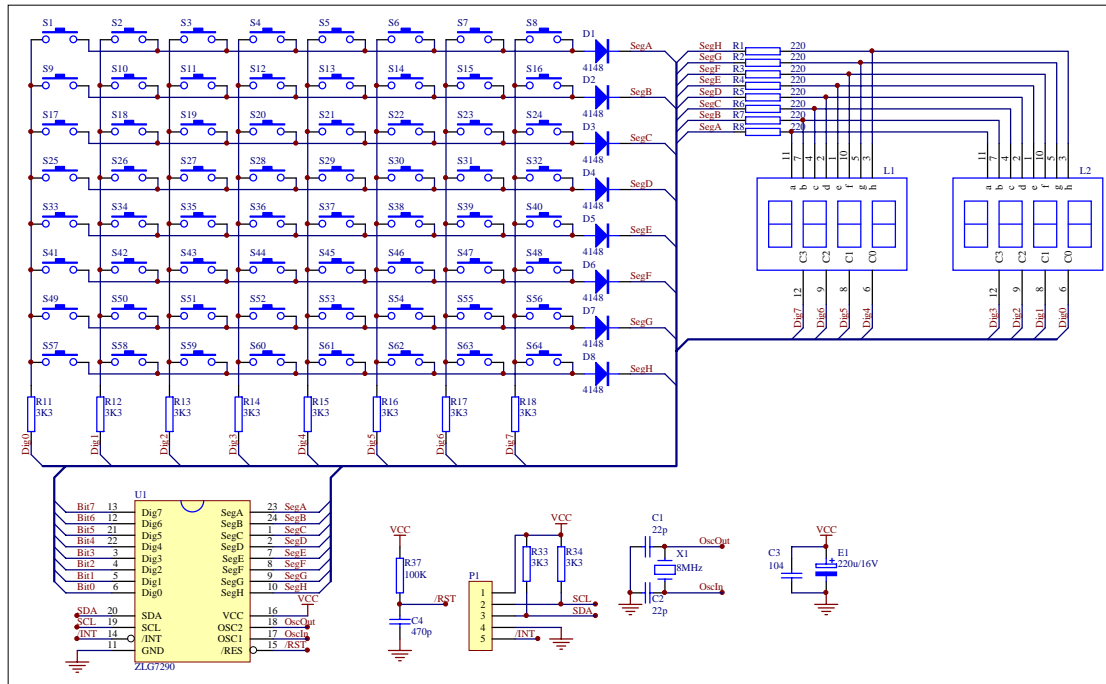 S1 S2 S3 S4 S5 S6 S7 S8 D1
SegA
4148
S9 S10 S11 S12 S13 S14 S15 S16 D2
SegB
4148
S17 S18 S19 S20 S21 S22 S23 S24 D3
SegC
4148
S25 S26 S27 S28 S29 S30 S31 S32 D4
SegD
4148
S33 S34 S35 S36 S37 S38 S39 S40 D5
SegE
4148
S41 S42 S43 S44 S45 S46 S47 S48 D6
SegF
4148
S49 S50 S51 S52 S53 S54 S55 S56 D7
SegG
4148
S57 S58 S59 S60 S61 S62 S63 S64 D8
SegH
4148
R11 R12 R13 R14 R15 R16 R17 R18
3K3 3K3 3K3 3K3 3K3 3K3 3K3 3K3
Dig0 Dig1 Dig2 Dig3 Dig4 Dig5 Dig6 Dig7
SegH R1 220
SegG R2 220
SegF R3 220
SegE R4 220
SegD R5 220
SegC R6 220
SegB R7 220
SegA R8 220
11 7 4 2 1 10 5 3
L1
a b c d e f g h
C3 C2 C1 C0
12 9 8 6
Dig7 Dig6 Dig5 Dig4
11 7 4 2 1 10 5 3
L2
a b c d e f g h
C3 C2 C1 C0
12 9 8 6
Dig3 Dig2 Dig1 Dig0
U1
Bit7 13 Dig7 SegA 23 SegA
Bit6 12 Dig6 SegB 24 SegB
Bit5 21 Dig5 SegC 1 SegC
Bit4 22 Dig4 SegD 2 SegD
Bit3 3 Dig3 SegE 7 SegE
Bit2 4 Dig2 SegF 8 SegF
Bit1 5 Dig1 SegG 9 SegG
Bit0 6 Dig0 SegH 10 SegH
VCC
SDA 20 SDA VCC 16
SCL 19 SCL OSC2 18 OscOut
/INT 14 /INT OSC1 17 OscIn
11 GND /RES 15 /RST
ZLG7290
VCC
R37
100K
/RST
C4
470p
VCC
R33 R34
3K3 3K3
P1
1
2 SCL
3 SDA
4
5 /INT
C1
22p
OscOut
X1
8MHz
OscIn
C2
22p
VCC
C3
104
E1
+
220u/16V